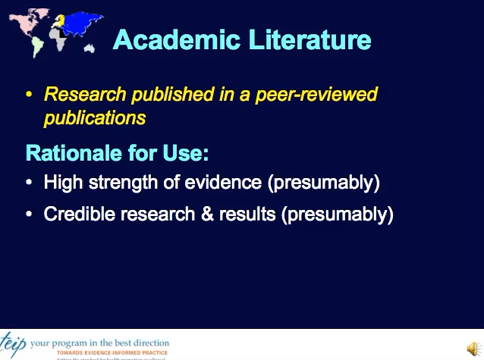 Academic Literature
• Research published in a peer-reviewed
publications
Rationale for Use:
• High strength of evidence (presumably)
• Credible research & results (presumably)
teip your program in the best direction
TOWARDS EVIDENCE-INFORMED PRACTICE